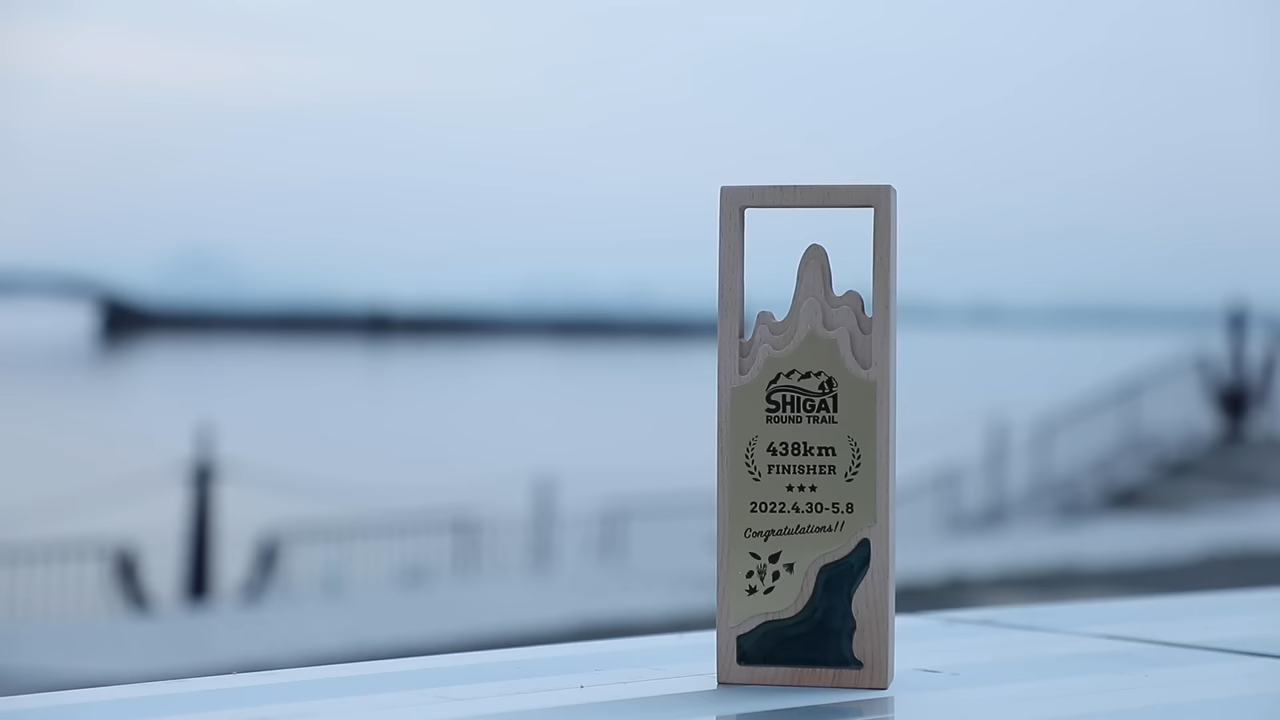 SHIGA1
ROUND TRAIL
438km
FINISHER
2022.4.30-5.8
Congratulations!!